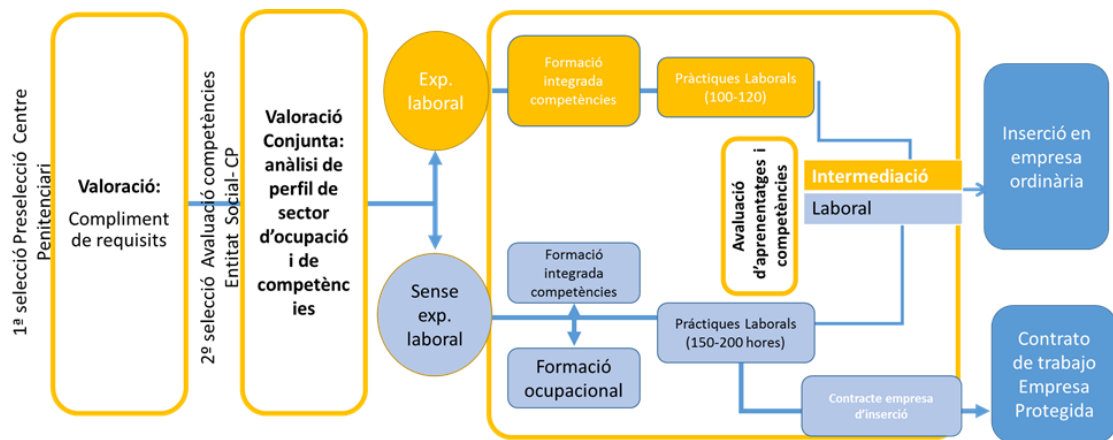 1ª selecció Preselecció Centre
Penitenciari
Valoració:
Compliment
de requisits
2º selecció Avaluació competències
Entitat Social- CP
Valoració
Conjunta:
anàlisi de
perfil de
sector
d'ocupació
i de
competènc
ies
Exp.
laboral
Formació
integrada
competències
Pràctiques Laborals
(100-120)
Sense
exp.
laboral
Formació
integrada
competències
Formació
ocupacional
Práctiques Laborals
(150-200 hores)
Avaluació
d'aprenentatges i
competències
Intermediació
Laboral
Contracte empresa
d'inserció
Inserció en
empresa
ordinària
Contrato
de trabajo
Empresa
Protegida